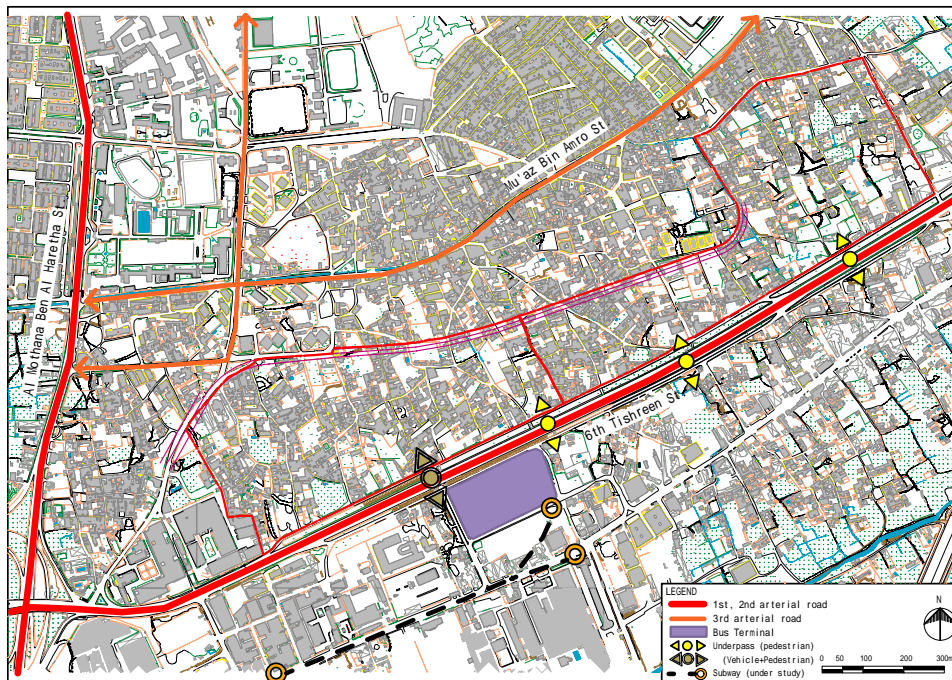 Mu'az Bin Amro St
Al Mothana Ben Al Haretha St
6th Tishreen St.
LEGEND
1st, 2nd arterial road
3rd arterial road
Bus Terminal
Underpass (pedestrian)
(Vehicle+Pedestrian)
Subway (under study)
N
0 50 100 200 300m